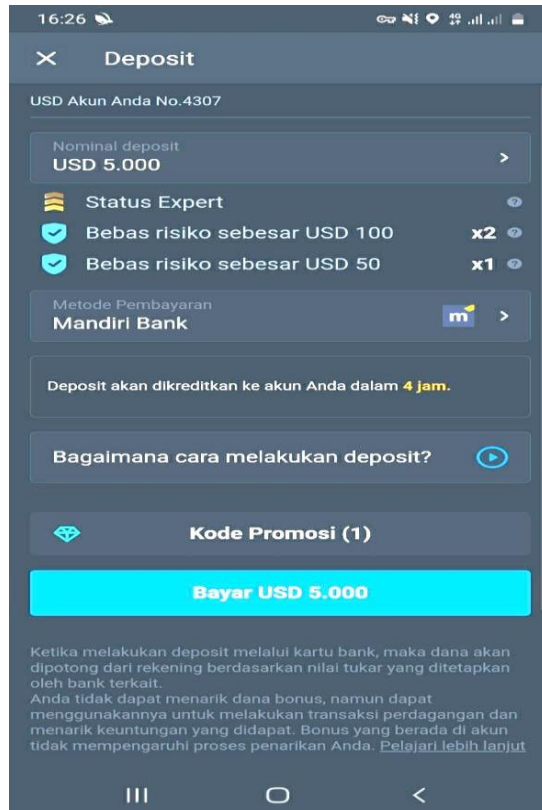 16:26
Deposit
USD Akun Anda No.4307
Nominal deposit
USD 5.000
Status Expert
Bebas risiko sebesar USD 100 x2
Bebas risiko sebesar USD 50 x1
Metode Pembayaran
Mandiri Bank
m
Deposit akan dikreditkan ke akun Anda dalam 4 jam.
Bagaimana cara melakukan deposit?
Kode Promosi (1)
Bayar USD 5.000
Ketika melakukan deposit melalui kartu bank, maka dana akan
dipotong dari rekening berdasarkan nilai tukar yang ditetapkan
oleh bank terkait.
Anda tidak dapat menarik dana bonus, namun dapat
menggunakannya untuk melakukan transaksi perdagangan dan
menarik keuntungan yang didapat. Bonus yang berada di akun
tidak mempengaruhi proses penarikan Anda. Pelajari lebih lanjut